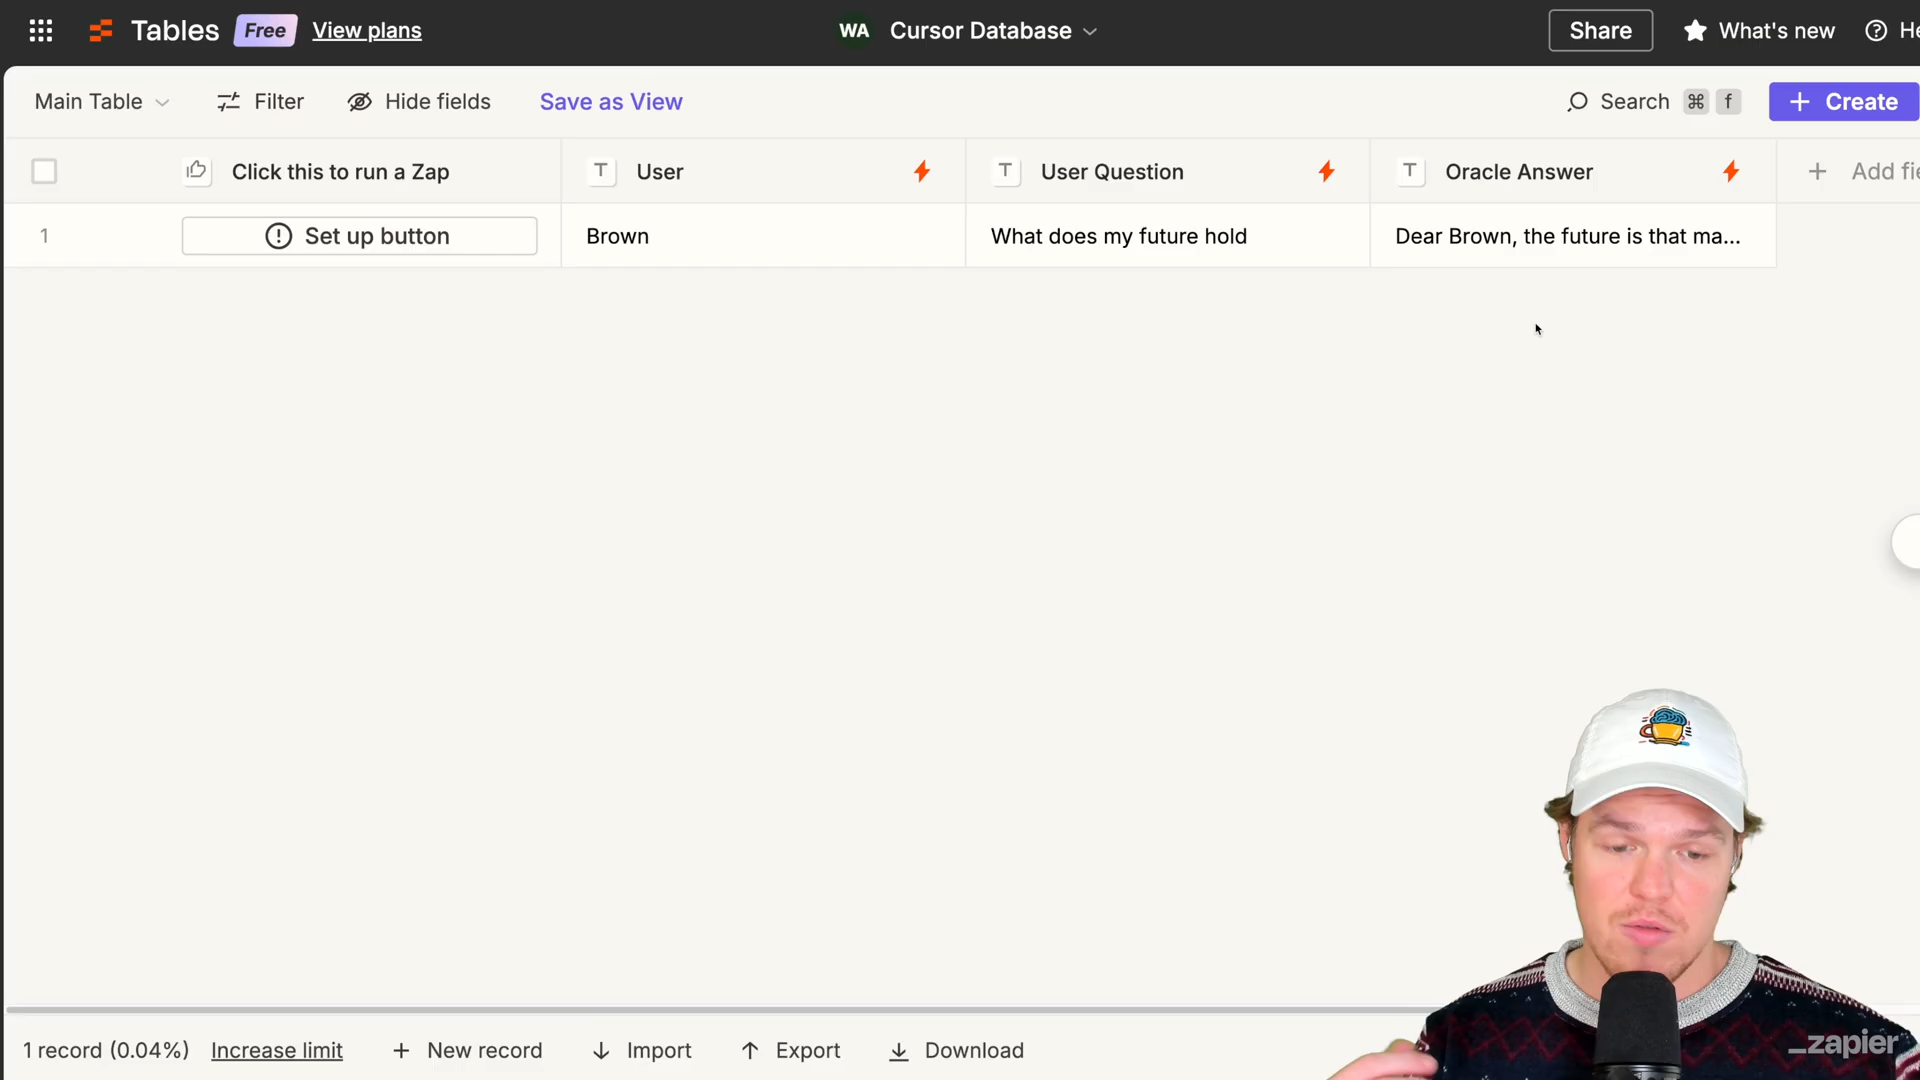 Tables Free View plans WA Cursor Database Share What's new He
Main Table Filter Hide fields Save as View Search ⌘ f + Create
Click this to run a Zap T User T User Question T Oracle Answer + Add fie
1 Set up button Brown What does my future hold Dear Brown, the future is that ma...
1 record (0.04%) Increase limit + New record Import Export Download
_zapier